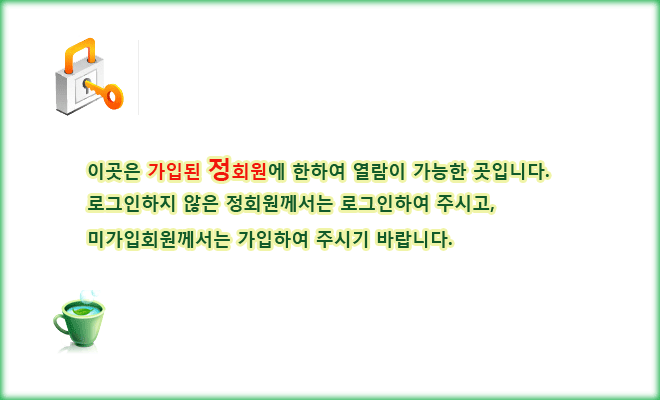 이곳은 가입된 정회원에 한하여 열람이 가능한 곳입니다.
로그인하지 않은 정회원께서는 로그인하여 주시고,
미가입회원께서는 가입하여 주시기 바랍니다.